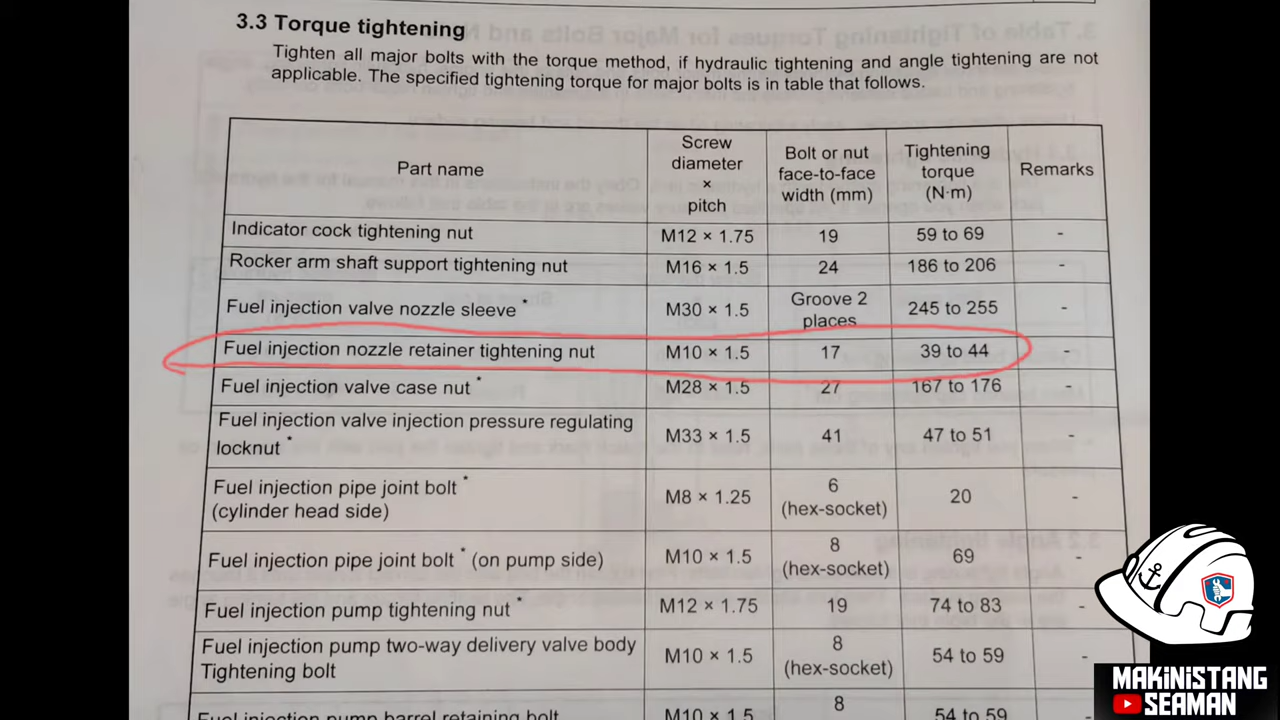 3.3 Torque tightening
Tighten all major bolts with the torque method, if hydraulic tightening and angle tightening are not
applicable. The specified tightening torque for major bolts is in table that follows.
Part name
Screw
diameter
×
pitch
Bolt or nut
face-to-face
width (mm)
Tightening
torque
(N·m)
Remarks
Indicator cock tightening nut M12 × 1.75 19 59 to 69 -
Rocker arm shaft support tightening nut M16 × 1.5 24 186 to 206 -
Fuel injection valve nozzle sleeve * M30 × 1.5 Groove 2
places 245 to 255 -
Fuel injection nozzle retainer tightening nut M10 × 1.5 17 39 to 44 -
Fuel injection valve case nut * M28 × 1.5 27 167 to 176 -
Fuel injection valve injection pressure regulating
locknut * M33 × 1.5 41 47 to 51 -
Fuel injection pipe joint bolt *
(cylinder head side) M8 × 1.25 6
(hex-socket) 20 -
Fuel injection pipe joint bolt * (on pump side) M10 × 1.5 8
(hex-socket) 69 -
Fuel injection pump tightening nut * M12 × 1.75 19 74 to 83 -
Fuel injection pump two-way delivery valve body
Tightening bolt M10 × 1.5 8
(hex-socket) 54 to 59 -
Fuel injection pump barrel retaining bolt M10 × 1.5 8 54 to 59
MAKINISTANG
SEAMAN